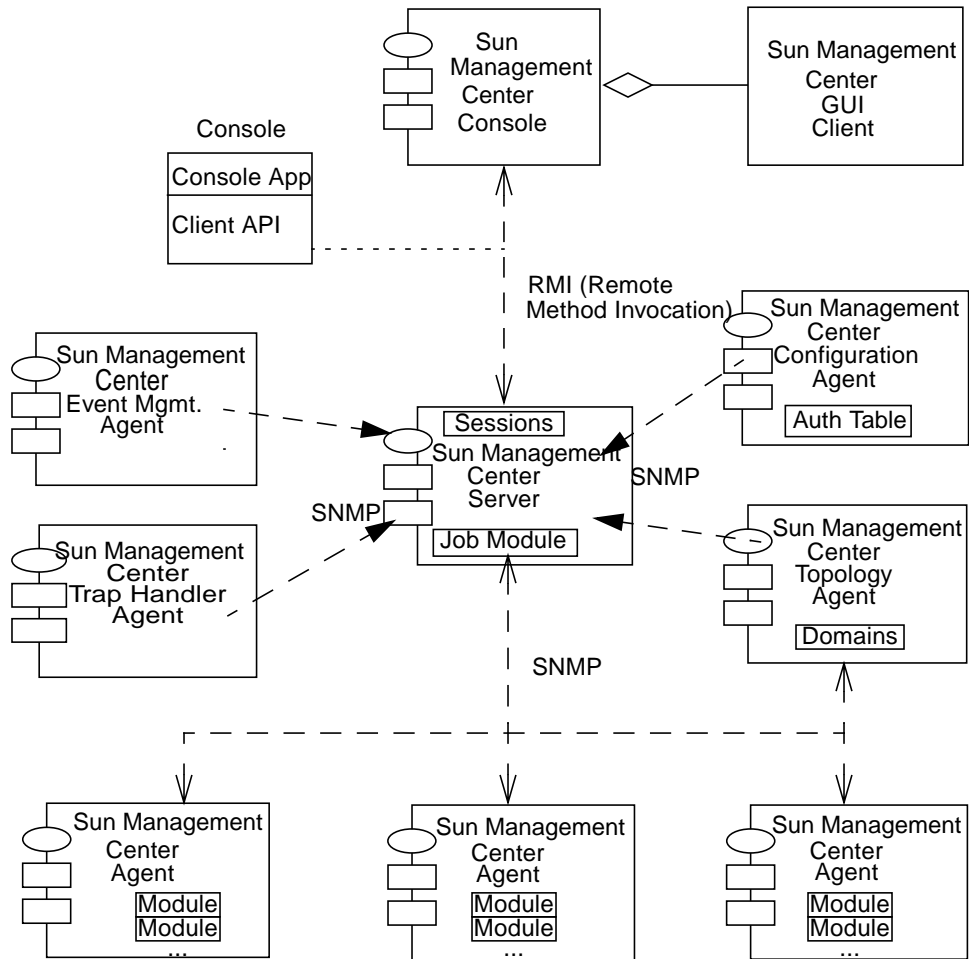 Sun
Management
Center
Console
Sun Management
Center
GUI
Client
Console
Console App
Client API
RMI (Remote
Method Invocation)
Sun Management
Center
Event Mgmt.
Agent
Sun Management
Center
Configuration
Agent
Auth Table
Sessions
Sun Management
Center
Server
Job Module
SNMP
SNMP
Sun Management
Center
Trap Handler
Agent
Sun Management
Center
Topology
Agent
Domains
SNMP
Sun Management
Center
Agent
Module
Module
...
Sun Management
Center
Agent
Module
Module
...
Sun Management
Center
Agent
Module
Module
...